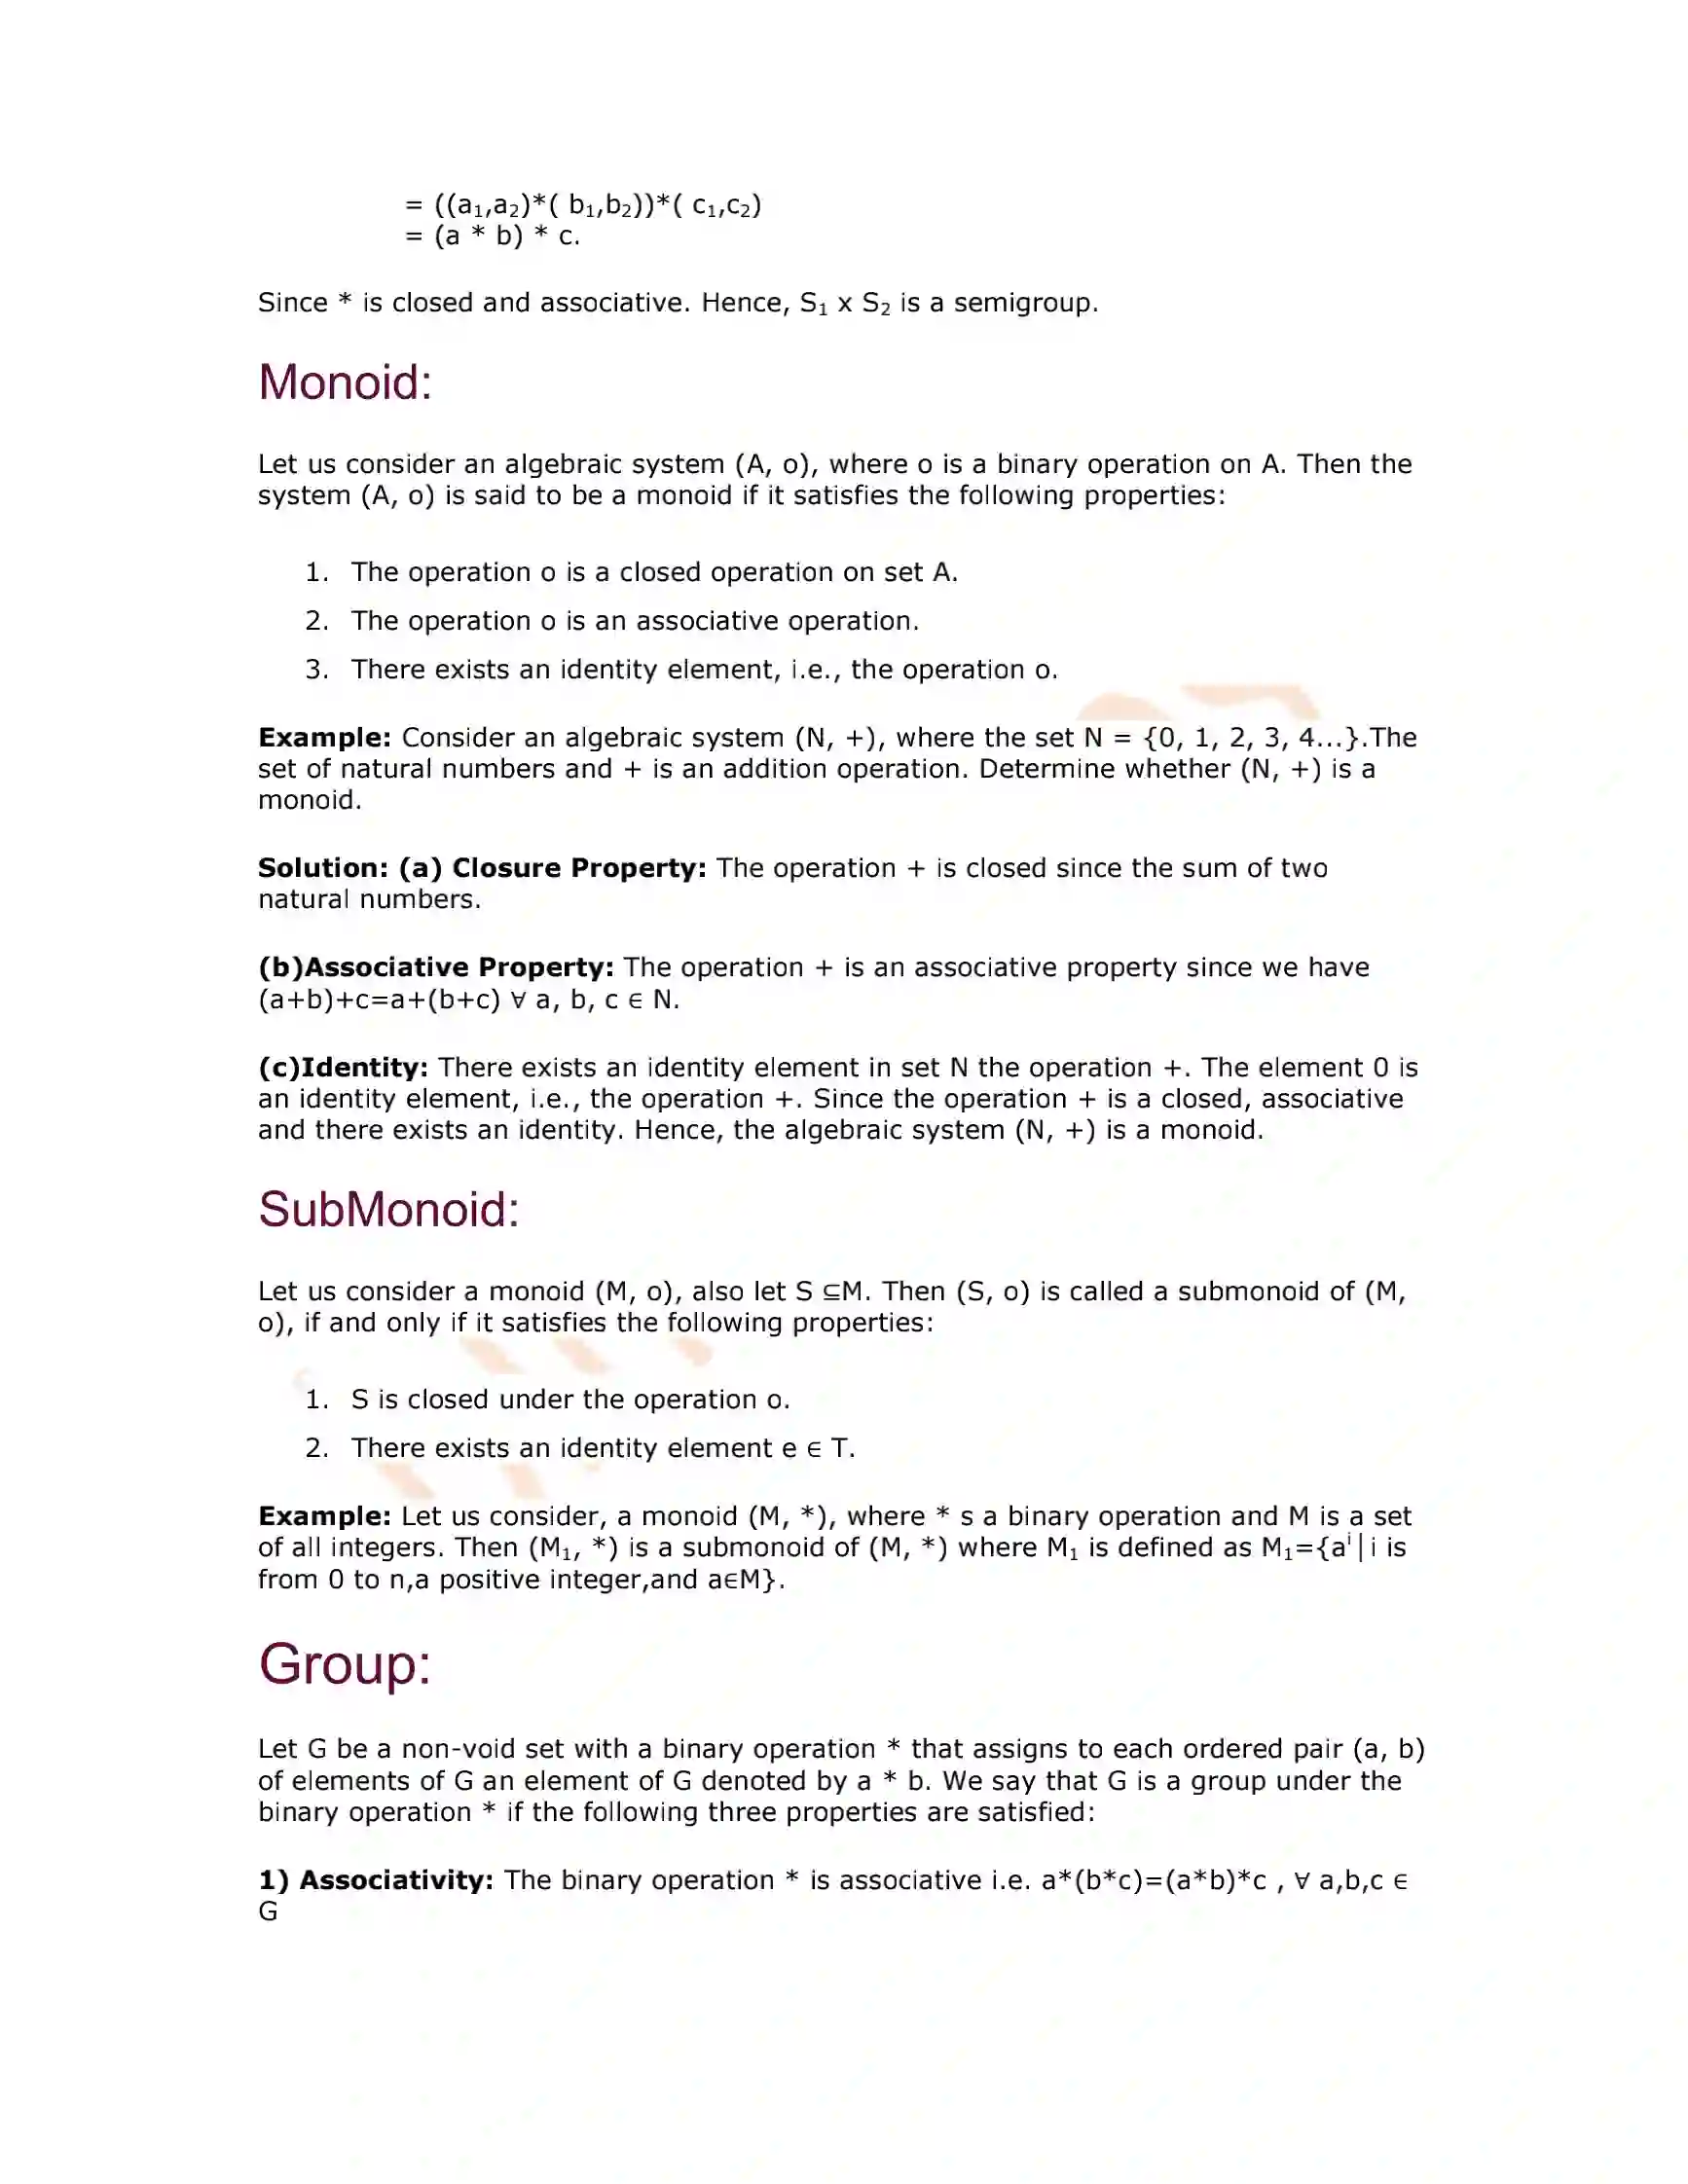 = ((a₁,a₂)*( b₁,b₂))*( c₁,c₂)
= (a * b) * c.
Since * is closed and associative. Hence, S₁ x S₂ is a semigroup.
Monoid:
Let us consider an algebraic system (A, o), where o is a binary operation on A. Then the
system (A, o) is said to be a monoid if it satisfies the following properties:
1. The operation o is a closed operation on set A.
2. The operation o is an associative operation.
3. There exists an identity element, i.e., the operation o.
Example: Consider an algebraic system (N, +), where the set N = {0, 1, 2, 3, 4...}.The
set of natural numbers and + is an addition operation. Determine whether (N, +) is a
monoid.
Solution: (a) Closure Property: The operation + is closed since the sum of two
natural numbers.
(b)Associative Property: The operation + is an associative property since we have
(a+b)+c=a+(b+c) ∀ a, b, c ∈ N.
(c)Identity: There exists an identity element in set N the operation +. The element 0 is
an identity element, i.e., the operation +. Since the operation + is a closed, associative
and there exists an identity. Hence, the algebraic system (N, +) is a monoid.
SubMonoid:
Let us consider a monoid (M, o), also let S ⊆M. Then (S, o) is called a submonoid of (M,
o), if and only if it satisfies the following properties:
1. S is closed under the operation o.
2. There exists an identity element e ∈ T.
Example: Let us consider, a monoid (M, *), where * s a binary operation and M is a set
of all integers. Then (M₁, *) is a submonoid of (M, *) where M₁ is defined as M₁={aⁱ│i is
from 0 to n,a positive integer,and a∈M}.
Group:
Let G be a non-void set with a binary operation * that assigns to each ordered pair (a, b)
of elements of G an element of G denoted by a * b. We say that G is a group under the
binary operation * if the following three properties are satisfied:
1) Associativity: The binary operation * is associative i.e. a*(b*c)=(a*b)*c , ∀ a,b,c ∈
G